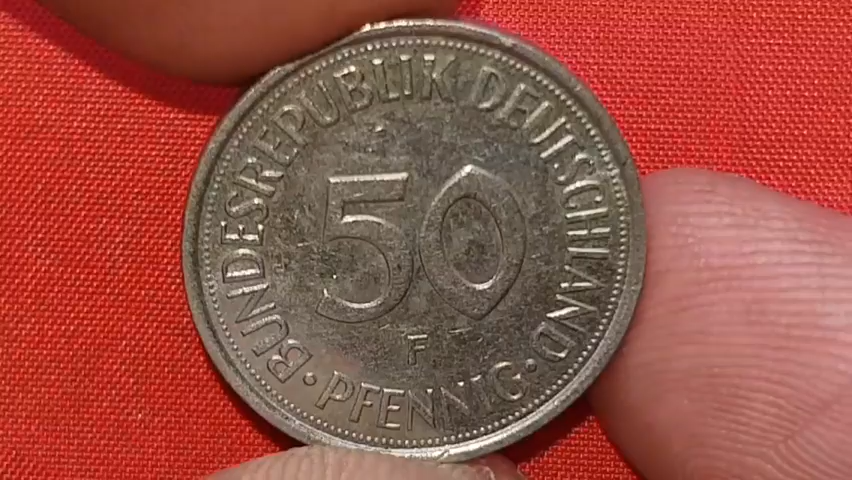 BUNDESREPUBLIK DEUTSCHLAND
50
F
· PFENNIG ·